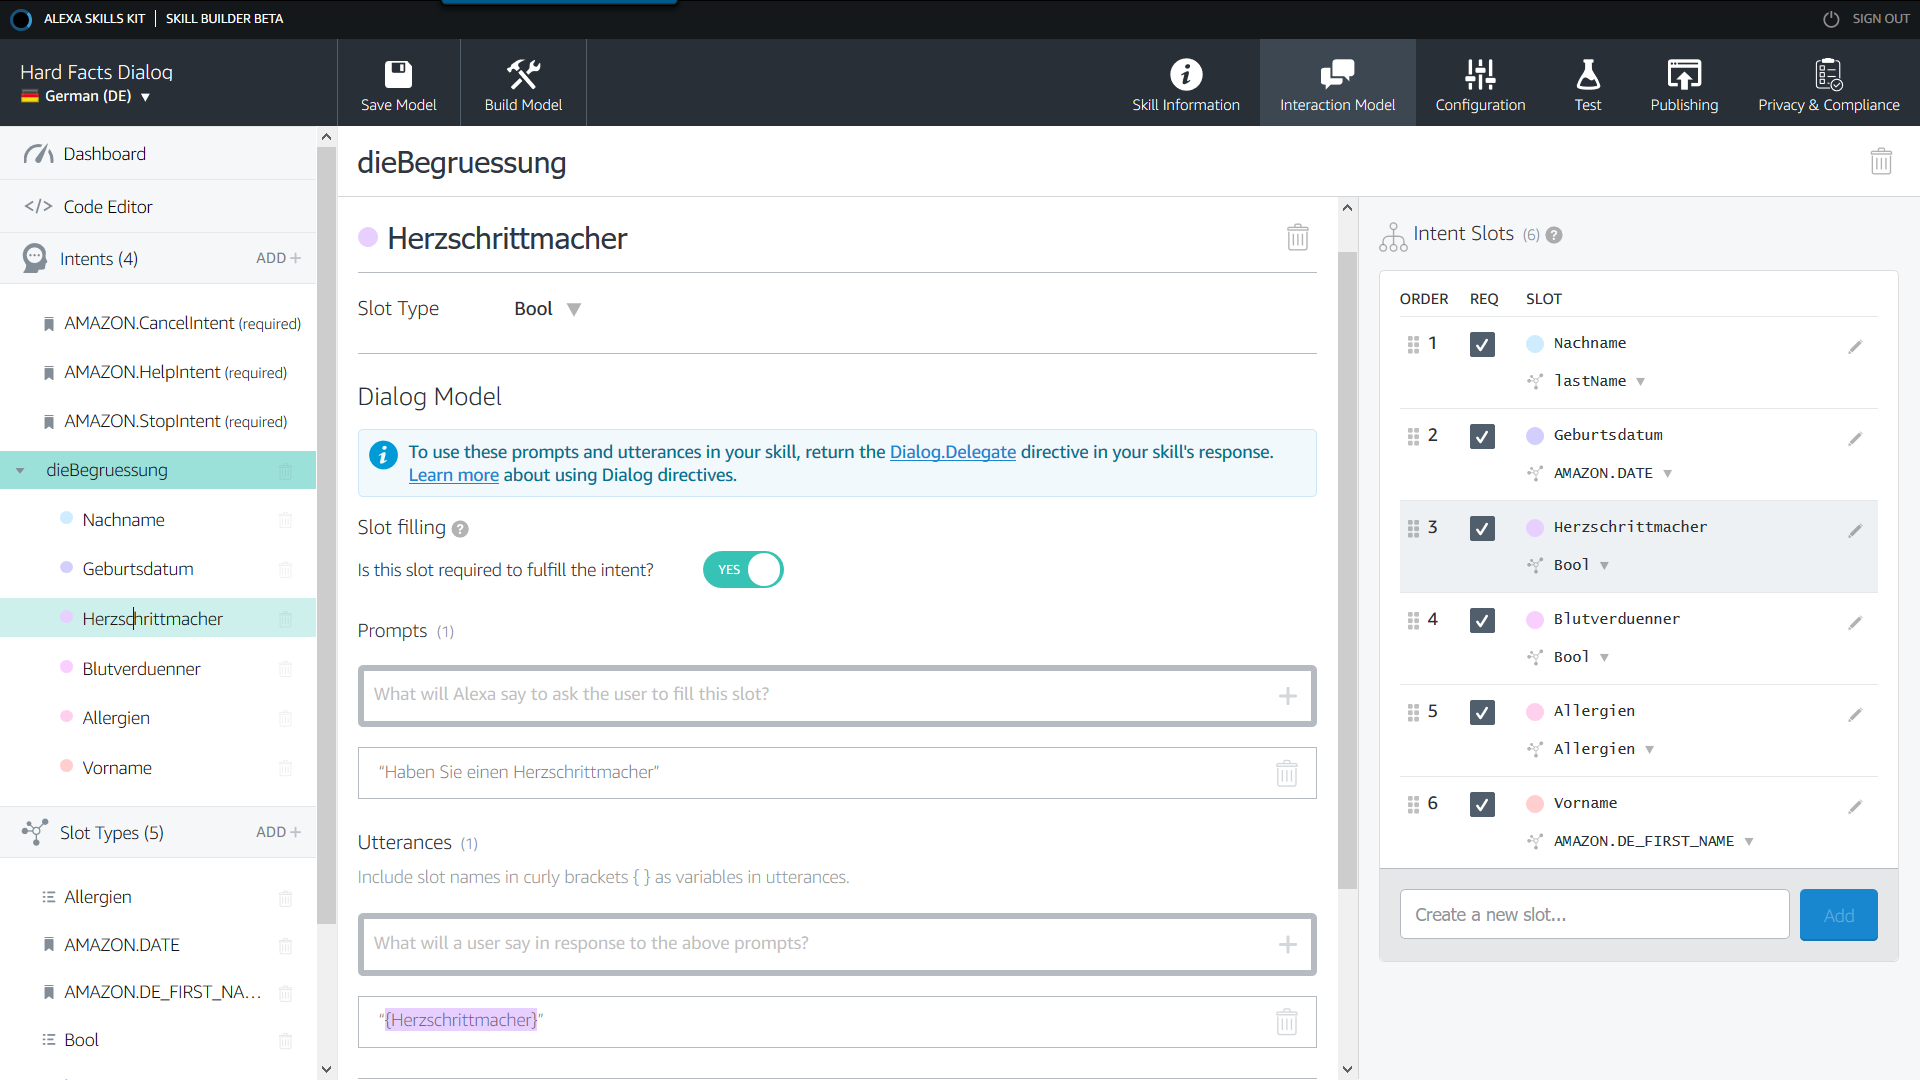 ALEXA SKILLS KIT | SKILL BUILDER BETA
SIGN OUT
Hard Facts Dialog
German (DE)
Save Model
Build Model
Skill Information
Interaction Model
Configuration
Test
Publishing
Privacy & Compliance
Dashboard
</> Code Editor
Intents (4)
ADD +
AMAZON.CancelIntent (required)
AMAZON.HelpIntent (required)
AMAZON.StopIntent (required)
dieBegruessung
Nachname
Geburtsdatum
Herzschrittmacher
Blutverduenner
Allergien
Vorname
Slot Types (5)
ADD +
Allergien
AMAZON.DATE
AMAZON.DE_FIRST_NA...
Bool
dieBegruessung
Herzschrittmacher
Slot Type Bool
Dialog Model
To use these prompts and utterances in your skill, return the Dialog.Delegate directive in your skill's response.
Learn more about using Dialog directives.
Slot filling ?
Is this slot required to fulfill the intent? YES
Prompts (1)
What will Alexa say to ask the user to fill this slot? +
“Haben Sie einen Herzschrittmacher”
Utterances (1)
Include slot names in curly brackets { } as variables in utterances.
What will a user say in response to the above prompts? +
“{Herzschrittmacher}”
Intent Slots (6) ?
ORDER REQ SLOT
1 Nachname
lastName
2 Geburtsdatum
AMAZON.DATE
3 Herzschrittmacher
Bool
4 Blutverduenner
Bool
5 Allergien
Allergien
6 Vorname
AMAZON.DE_FIRST_NAME
Create a new slot...
Add